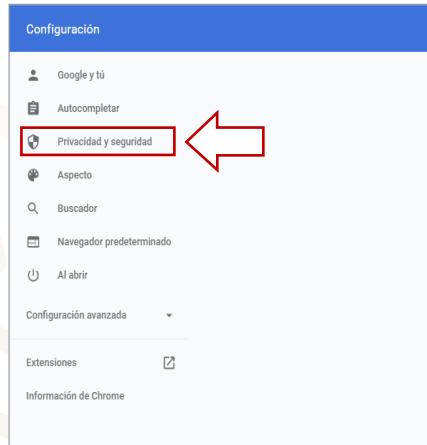 Configuración
Google y tú
Autocompletar
Privacidad y seguridad
Aspecto
Buscador
Navegador predeterminado
Al abrir
Configuración avanzada
Extensiones
Información de Chrome